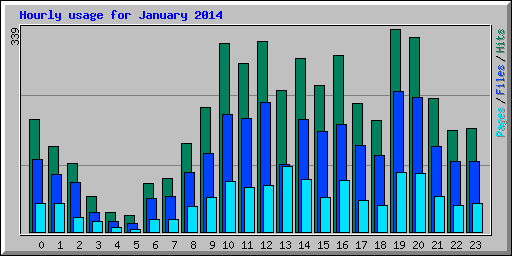 Hourly usage for January 2014
339
Pages/Files/Hits
0 1 2 3 4 5 6 7 8 9 10 11 12 13 14 15 16 17 18 19 20 21 22 23